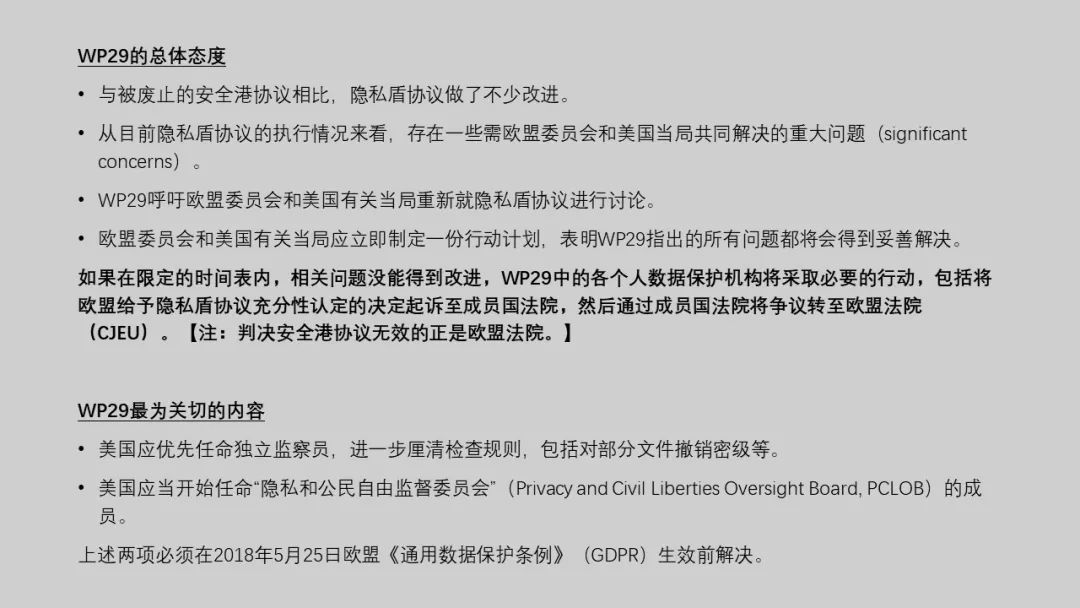 WP29的总体态度
• 与被废止的安全港协议相比，隐私盾协议做了不少改进。
• 从目前隐私盾协议的执行情况来看，存在一些需欧盟委员会和美国当局共同解决的重大问题（significant
concerns）。
• WP29呼吁欧盟委员会和美国有关当局重新就隐私盾协议进行讨论。
• 欧盟委员会和美国有关当局应立即制定一份行动计划，表明WP29指出的所有问题都将会得到妥善解决。
如果在限定的时间表内，相关问题没能得到改进，WP29中的各个人数据保护机构将采取必要的行动，包括将
欧盟给予隐私盾协议充分性认定的决定起诉至成员国法院，然后通过成员国法院将争议转至欧盟法院
（CJEU）。【注：判决安全港协议无效的正是欧盟法院。】
WP29最为关切的内容
• 美国应优先任命独立监察员，进一步厘清检查规则，包括对部分文件撤销密级等。
• 美国应当开始任命“隐私和公民自由监督委员会”（Privacy and Civil Liberties Oversight Board, PCLOB）的成
员。
上述两项必须在2018年5月25日欧盟《通用数据保护条例》（GDPR）生效前解决。